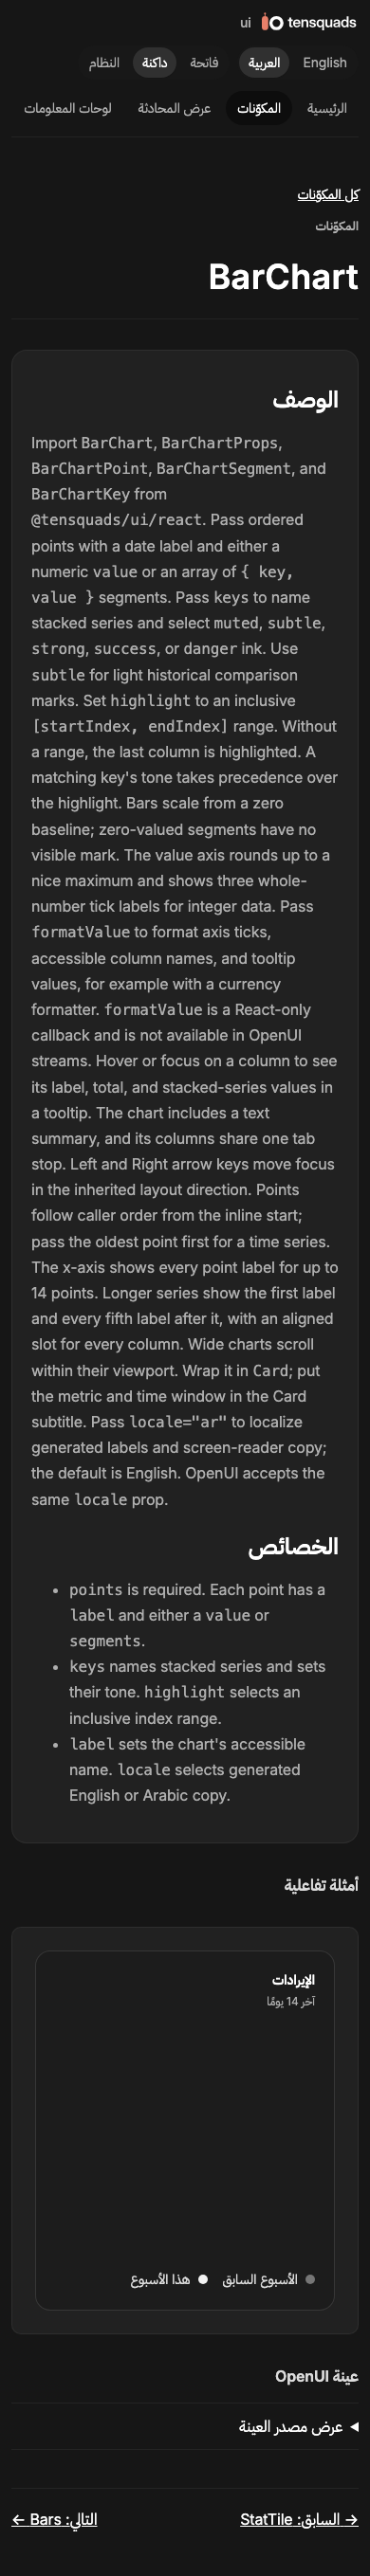 tensquads ui
English العربية فاتحة داكنة النظام
الرئيسية المكوّنات عرض المحادثة لوحات المعلومات
كل المكوّنات
المكوّنات
BarChart
الوصف
Import BarChart, BarChartProps,
BarChartPoint, BarChartSegment, and
BarChartKey from
@tensquads/ui/react. Pass ordered
points with a date label and either a
numeric value or an array of { key,
value } segments. Pass keys to name
stacked series and select muted, subtle,
strong, success, or danger ink. Use
subtle for light historical comparison
marks. Set highlight to an inclusive
[startIndex, endIndex] range. Without
a range, the last column is highlighted. A
matching key's tone takes precedence over
the highlight. Bars scale from a zero
baseline; zero-valued segments have no
visible mark. The value axis rounds up to a
nice maximum and shows three whole-
number tick labels for integer data. Pass
formatValue to format axis ticks,
accessible column names, and tooltip
values, for example with a currency
formatter. formatValue is a React-only
callback and is not available in OpenUI
streams. Hover or focus on a column to see
its label, total, and stacked-series values in
a tooltip. The chart includes a text
summary, and its columns share one tab
stop. Left and Right arrow keys move focus
in the inherited layout direction. Points
follow caller order from the inline start;
pass the oldest point first for a time series.
The x-axis shows every point label for up to
14 points. Longer series show the first label
and every fifth label after it, with an aligned
slot for every column. Wide charts scroll
within their viewport. Wrap it in Card; put
the metric and time window in the Card
subtitle. Pass locale="ar" to localize
generated labels and screen-reader copy;
the default is English. OpenUI accepts the
same locale prop.
الخصائص
• points is required. Each point has a
label and either a value or
segments.
• keys names stacked series and sets
their tone. highlight selects an
inclusive index range.
• label sets the chart's accessible
name. locale selects generated
English or Arabic copy.
أمثلة تفاعلية
الإيرادات
آخر 14 يومًا
الأسبوع السابق هذا الأسبوع
عينة OpenUI
عرض مصدر العينة
→ السابق: StatTile
التالي: Bars ←